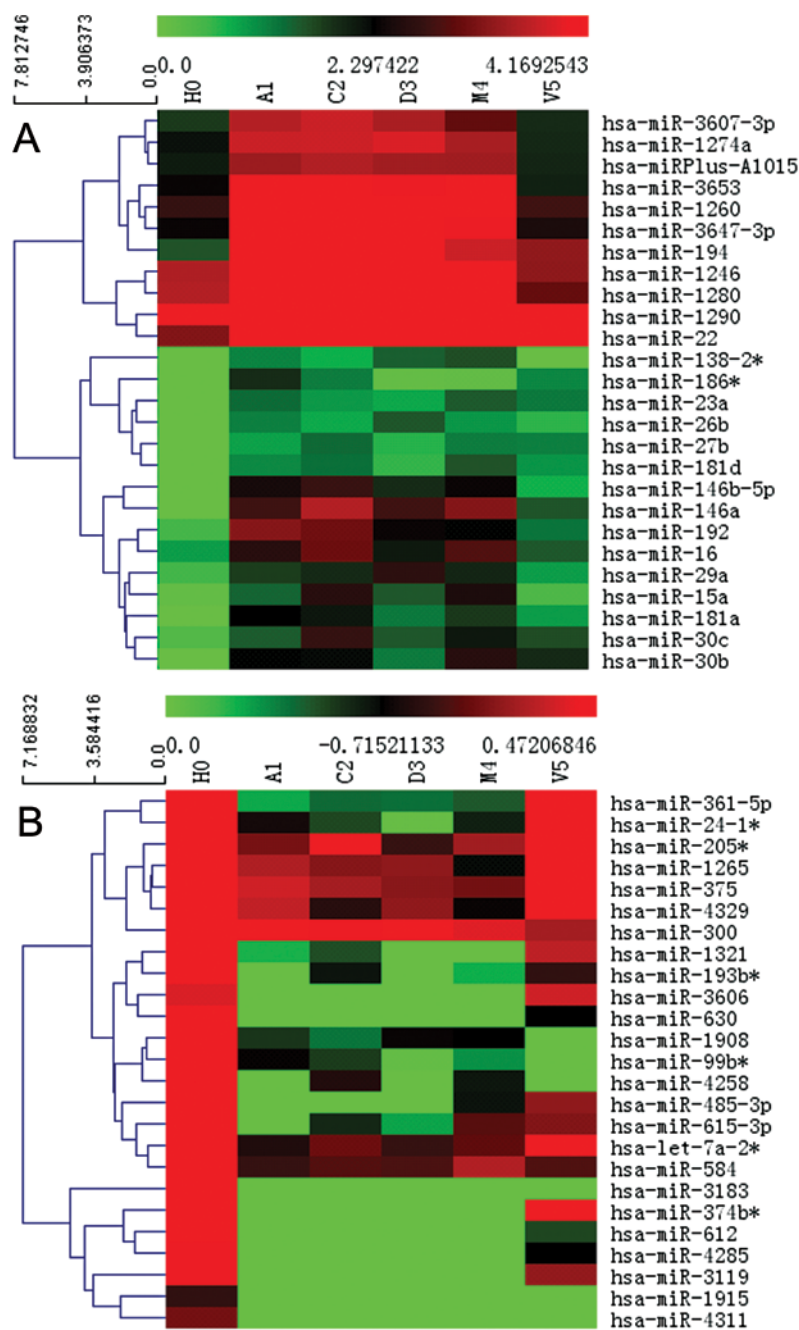 A
7.812746
3.906373
0.0
-0.0 2.297422 4.1692543
H0 A1 C2 D3 M4 V5
hsa-miR-3607-3p
hsa-miR-1274a
hsa-miRPlus-A1015
hsa-miR-3653
hsa-miR-1260
hsa-miR-3647-3p
hsa-miR-194
hsa-miR-1246
hsa-miR-1280
hsa-miR-1290
hsa-miR-22
hsa-miR-138-2*
hsa-miR-186*
hsa-miR-23a
hsa-miR-26b
hsa-miR-27b
hsa-miR-181d
hsa-miR-146b-5p
hsa-miR-146a
hsa-miR-192
hsa-miR-16
hsa-miR-29a
hsa-miR-15a
hsa-miR-181a
hsa-miR-30c
hsa-miR-30b
B
7.168832
3.584416
0.0
-0.0 -0.71521133 0.47206846
H0 A1 C2 D3 M4 V5
hsa-miR-361-5p
hsa-miR-24-1*
hsa-miR-205*
hsa-miR-1265
hsa-miR-375
hsa-miR-4329
hsa-miR-300
hsa-miR-1321
hsa-miR-193b*
hsa-miR-3606
hsa-miR-630
hsa-miR-1908
hsa-miR-99b*
hsa-miR-4258
hsa-miR-485-3p
hsa-miR-615-3p
hsa-let-7a-2*
hsa-miR-584
hsa-miR-3183
hsa-miR-374b*
hsa-miR-612
hsa-miR-4285
hsa-miR-3119
hsa-miR-1915
hsa-miR-4311